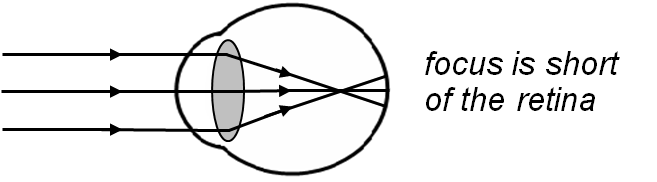 focus is short
of the retina